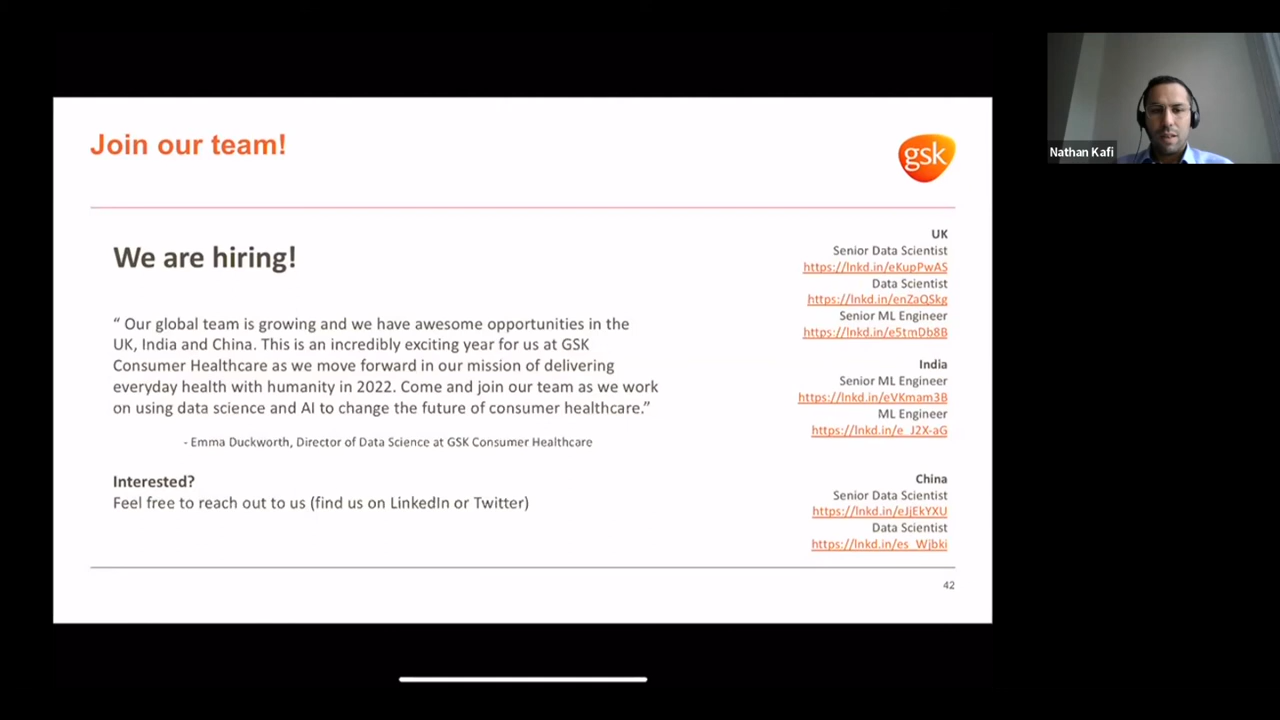 Join our team!
gsk
We are hiring!
“ Our global team is growing and we have awesome opportunities in the
UK, India and China. This is an incredibly exciting year for us at GSK
Consumer Healthcare as we move forward in our mission of delivering
everyday health with humanity in 2022. Come and join our team as we work
on using data science and AI to change the future of consumer healthcare.”
- Emma Duckworth, Director of Data Science at GSK Consumer Healthcare
Interested?
Feel free to reach out to us (find us on LinkedIn or Twitter)
UK
Senior Data Scientist
https://lnkd.in/eKupPwAS
Data Scientist
https://lnkd.in/enZaQSkg
Senior ML Engineer
https://lnkd.in/e5tmDb8B
India
Senior ML Engineer
https://lnkd.in/eVKmam3B
ML Engineer
https://lnkd.in/e_J2X-aG
China
Senior Data Scientist
https://lnkd.in/eJjEkYXU
Data Scientist
https://lnkd.in/es_Wjbki
42
Nathan Kafi